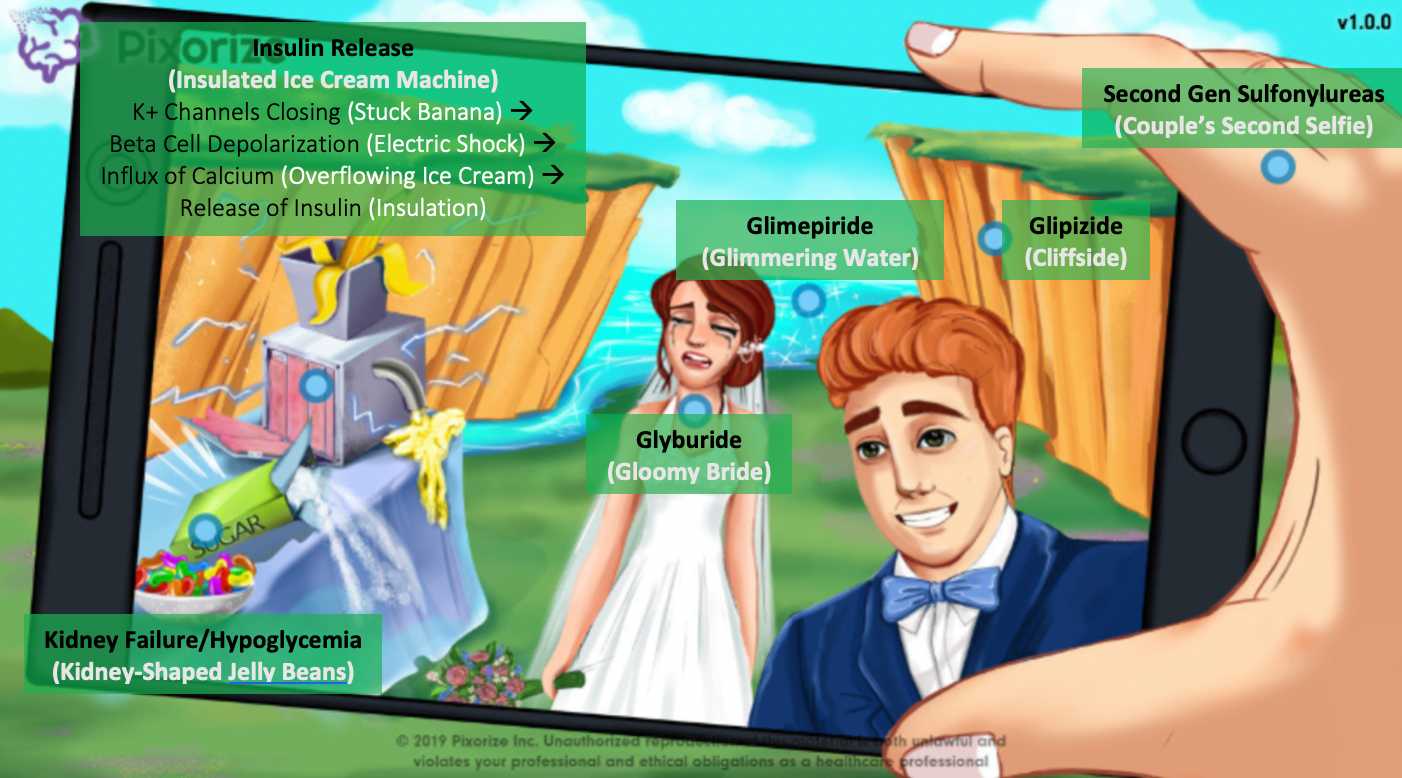 Pixorize
v1.0.0
Insulin Release
(Insulated Ice Cream Machine)
K+ Channels Closing (Stuck Banana) →
Beta Cell Depolarization (Electric Shock) →
Influx of Calcium (Overflowing Ice Cream) →
Release of Insulin (Insulation)
Second Gen Sulfonylureas
(Couple's Second Selfie)
Glimepiride
(Glimmering Water)
Glipizide
(Cliffside)
Glyburide
(Gloomy Bride)
SUGAR
Kidney Failure/Hypoglycemia
(Kidney-Shaped Jelly Beans)
© 2019 Pixorize Inc. Unauthorized reproduction of this material is both unlawful and
violates your professional and ethical obligations as a healthcare professional